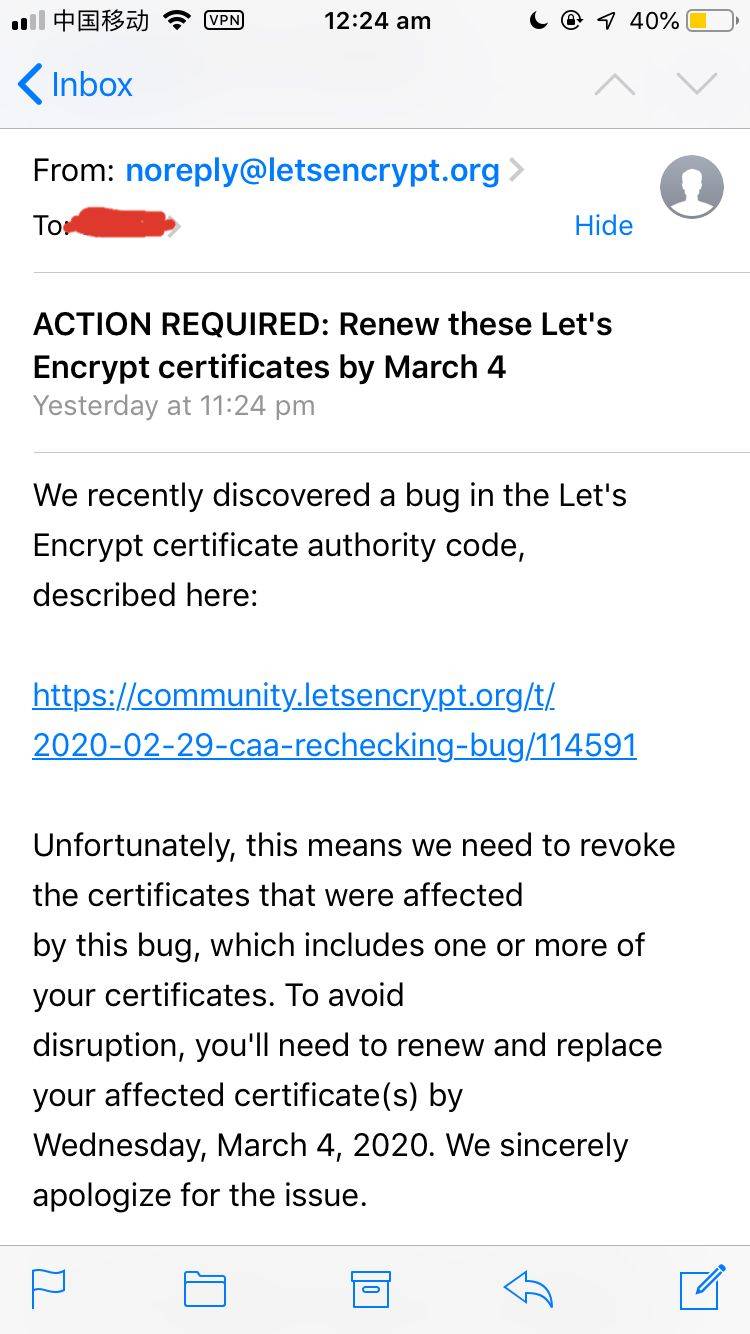 中国移动 VPN 12:24 am 40%
Inbox
From: noreply@letsencrypt.org
To:
Hide
ACTION REQUIRED: Renew these Let's
Encrypt certificates by March 4
Yesterday at 11:24 pm
We recently discovered a bug in the Let's
Encrypt certificate authority code,
described here:
https://community.letsencrypt.org/t/
2020-02-29-caa-rechecking-bug/114591
Unfortunately, this means we need to revoke
the certificates that were affected
by this bug, which includes one or more of
your certificates. To avoid
disruption, you'll need to renew and replace
your affected certificate(s) by
Wednesday, March 4, 2020. We sincerely
apologize for the issue.